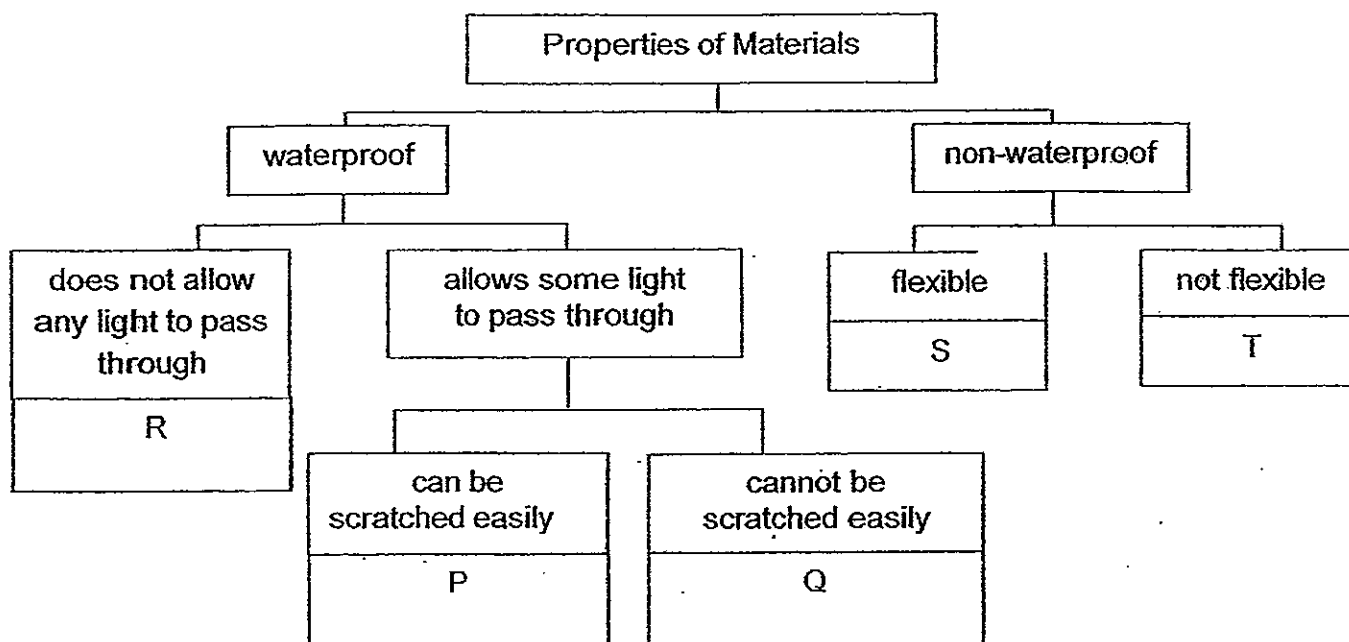 Properties of Materials
waterproof
non-waterproof
does not allow
any light to pass
through
R
allows some light
to pass through
flexible
S
not flexible
T
can be
scratched easily
P
cannot be
scratched easily
Q